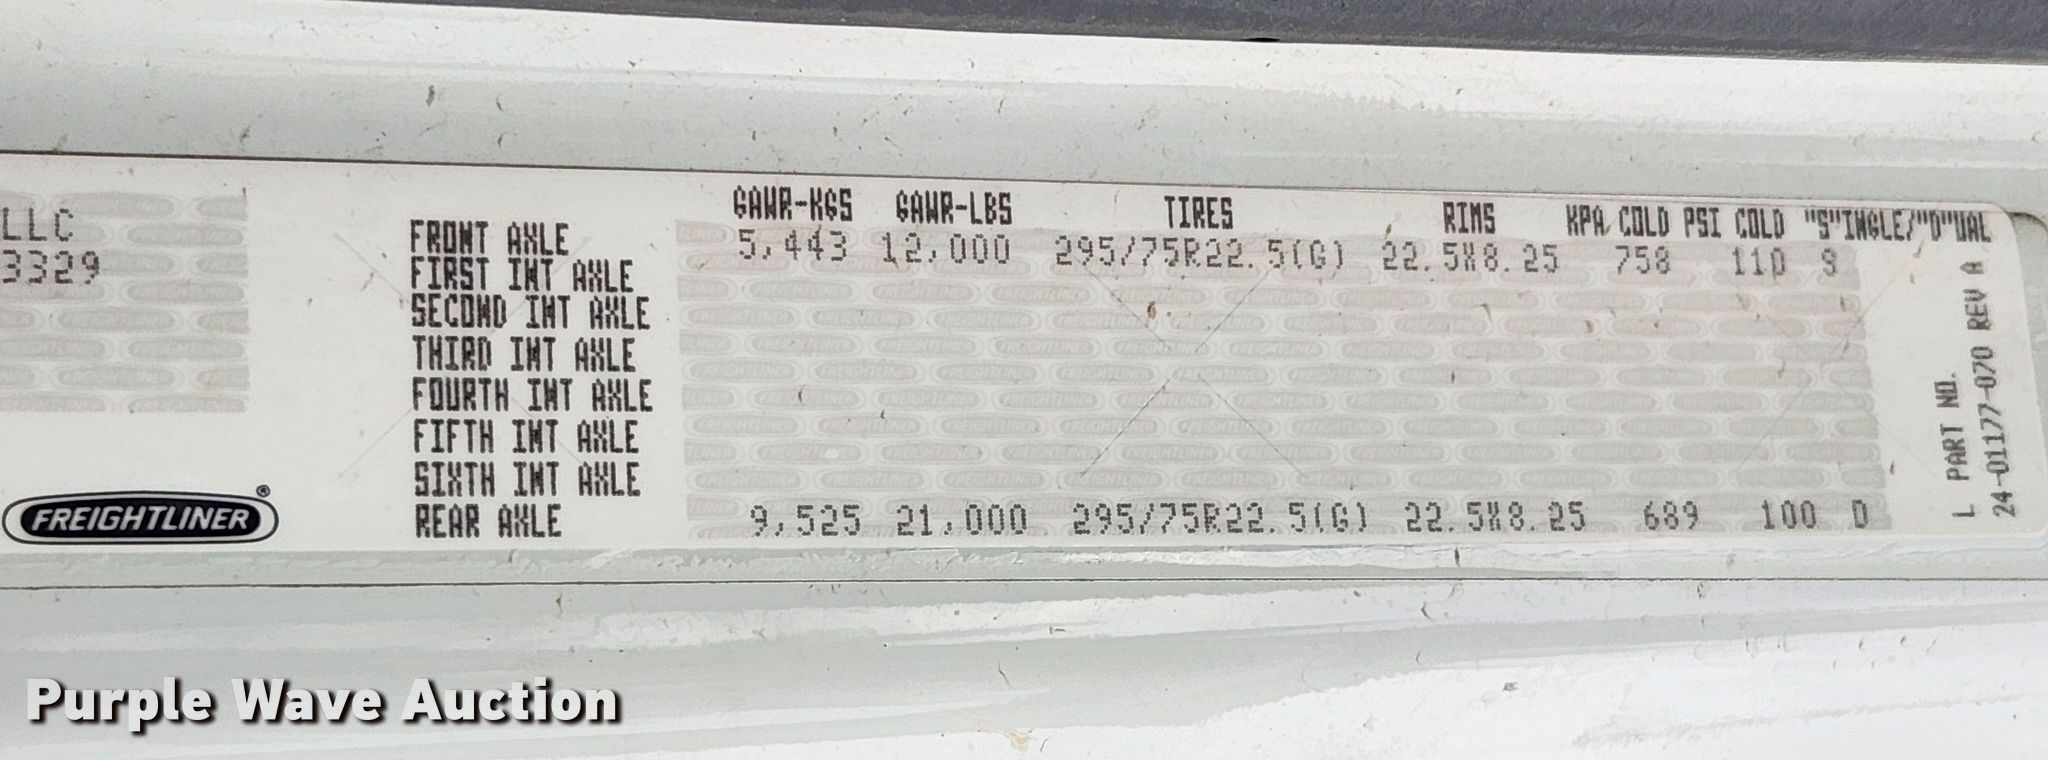 LLC
3329
FREIGHTLINER®
GAWR-KGS GAWR-LBS TIRES RIMS KPA COLD PSI COLD "S"INGLE/"D"UAL
FRONT AXLE 5,443 12,000 295/75R22.5(G) 22.5X8.25 758 110 S
FIRST INT AXLE
SECOND INT AXLE
THIRD INT AXLE
FOURTH INT AXLE
FIFTH INT AXLE
SIXTH INT AXLE
REAR AXLE 9,525 21,000 295/75R22.5(G) 22.5X8.25 689 100 D
L PART NO.
24-01177-070 REV A
Purple Wave Auction